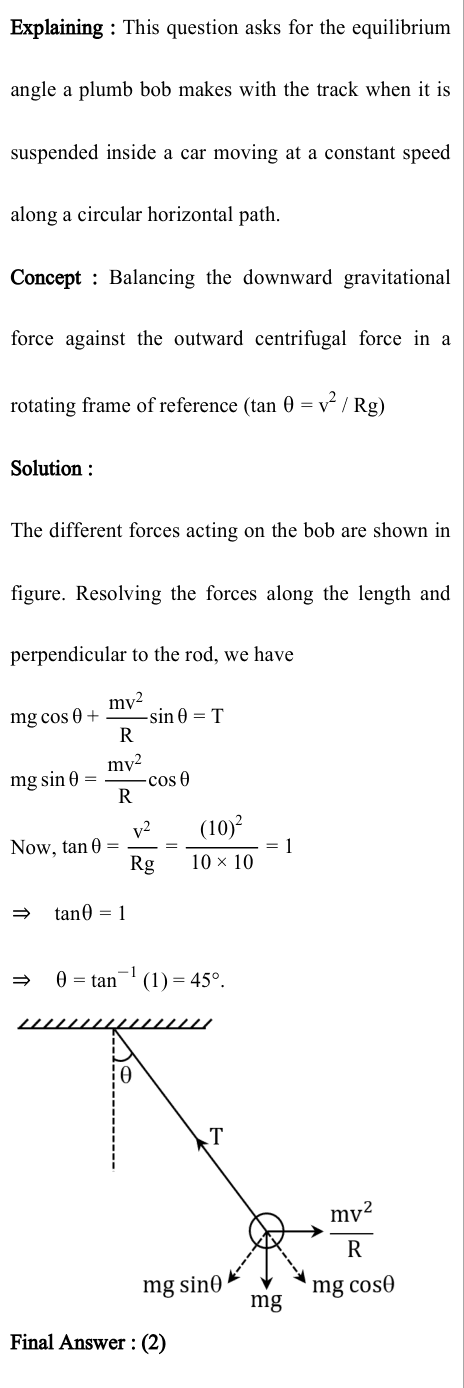 Explaining : This question asks for the equilibrium
angle a plumb bob makes with the track when it is
suspended inside a car moving at a constant speed
along a circular horizontal path.
Concept : Balancing the downward gravitational
force against the outward centrifugal force in a
rotating frame of reference (tan θ = v² / Rg)
Solution :
The different forces acting on the bob are shown in
figure. Resolving the forces along the length and
perpendicular to the rod, we have
mg cos θ + mv²/R sin θ = T
mg sin θ = mv²/R cos θ
Now, tan θ = v²/Rg = (10)²/10 × 10 = 1
⇒ tanθ = 1
⇒ θ = tan⁻¹ (1) = 45°.
θ
T
mv²/R
mg sinθ
mg cosθ
mg
Final Answer : (2)